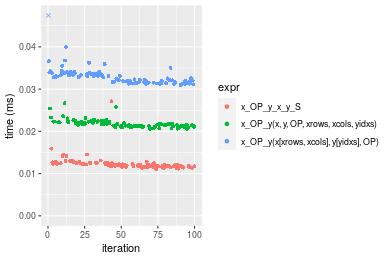 0.04
0.03
0.02
0.01
0.00
time (ms)
0
25
50
75
100
iteration
expr
x_OP_y_x_y_S
x_OP_y(x, y, OP, xrows, xcols, yidxs)
x_OP_y(x[xrows, xcols], y[yidxs], OP)